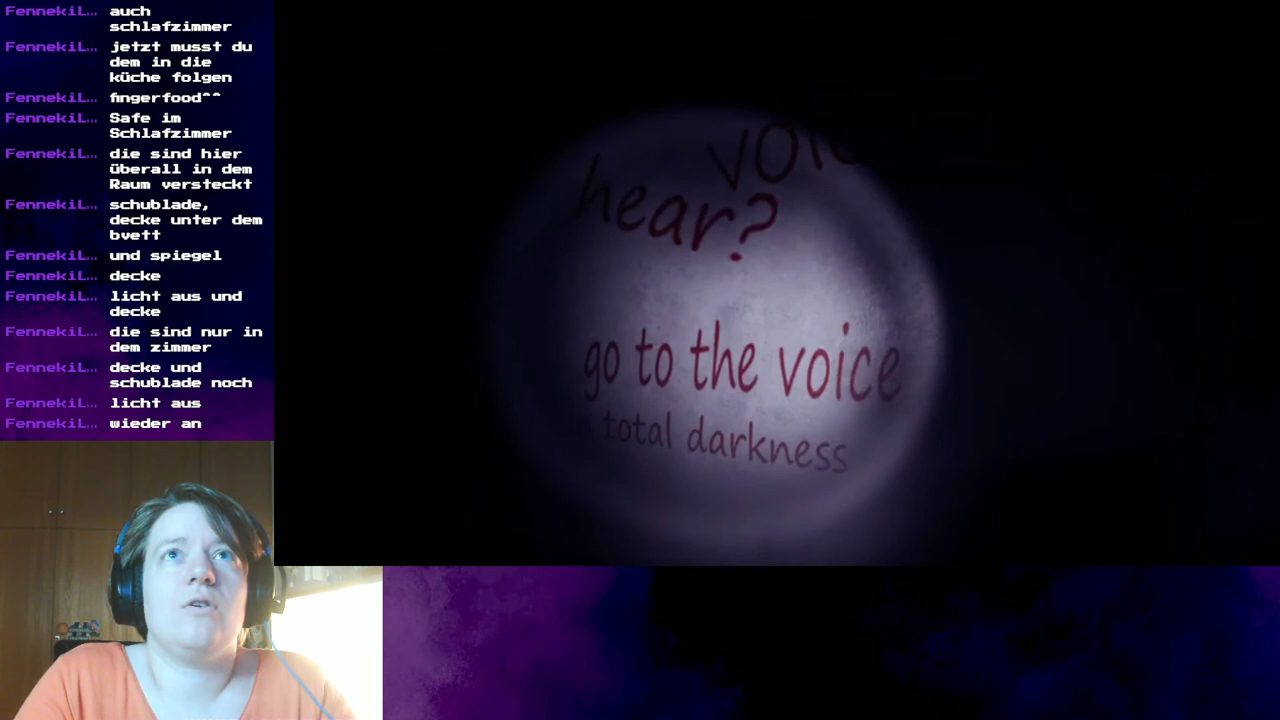 FennekiL… auch
schlafzimmer
FennekiL… jetzt musst du
dem in die
küche folgen
FennekiL… fingerfood^^
FennekiL… Safe im
Schlafzimmer
FennekiL… die sind hier
überall in dem
Raum versteckt
FennekiL… schublade,
decke unter dem
bvett
FennekiL… und spiegel
FennekiL… decke
FennekiL… licht aus und
decke
FennekiL… die sind nur in
dem zimmer
FennekiL… decke und
schublade noch
FennekiL… licht aus
FennekiL… wieder an
hear?
go to the voice
total darkness